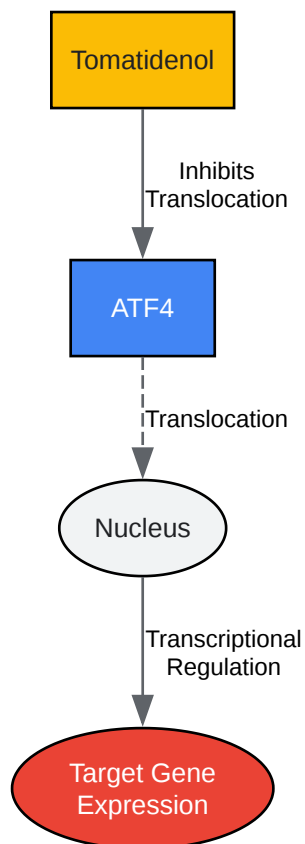 Tomatidenol
Inhibits
Translocation
ATF4
Translocation
Nucleus
Transcriptional
Regulation
Target Gene
Expression